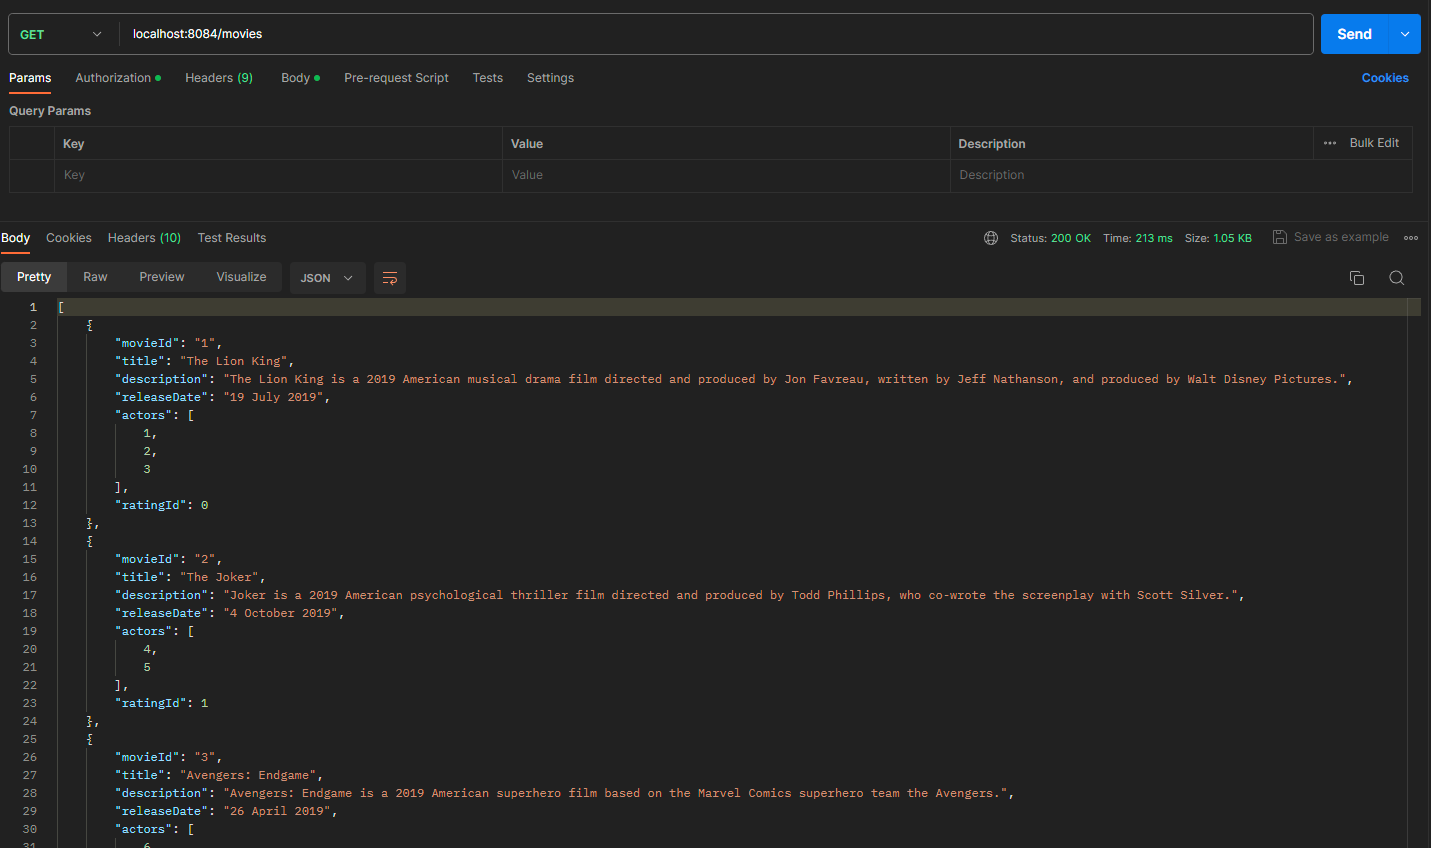 GET localhost:8084/movies Send
Params Authorization Headers (9) Body Pre-request Script Tests Settings Cookies
Query Params
Key Value Description ••• Bulk Edit
Key Value Description
Body Cookies Headers (10) Test Results Status: 200 OK Time: 213 ms Size: 1.05 KB Save as example
Pretty Raw Preview Visualize JSON
1 [
2 {
3 "movieId": "1",
4 "title": "The Lion King",
5 "description": "The Lion King is a 2019 American musical drama film directed and produced by Jon Favreau, written by Jeff Nathanson, and produced by Walt Disney Pictures.",
6 "releaseDate": "19 July 2019",
7 "actors": [
8 1,
9 2,
10 3
11 ],
12 "ratingId": 0
13 },
14 {
15 "movieId": "2",
16 "title": "The Joker",
17 "description": "Joker is a 2019 American psychological thriller film directed and produced by Todd Phillips, who co-wrote the screenplay with Scott Silver.",
18 "releaseDate": "4 October 2019",
19 "actors": [
20 4,
21 5
22 ],
23 "ratingId": 1
24 },
25 {
26 "movieId": "3",
27 "title": "Avengers: Endgame",
28 "description": "Avengers: Endgame is a 2019 American superhero film based on the Marvel Comics superhero team the Avengers.",
29 "releaseDate": "26 April 2019",
30 "actors": [
31 6